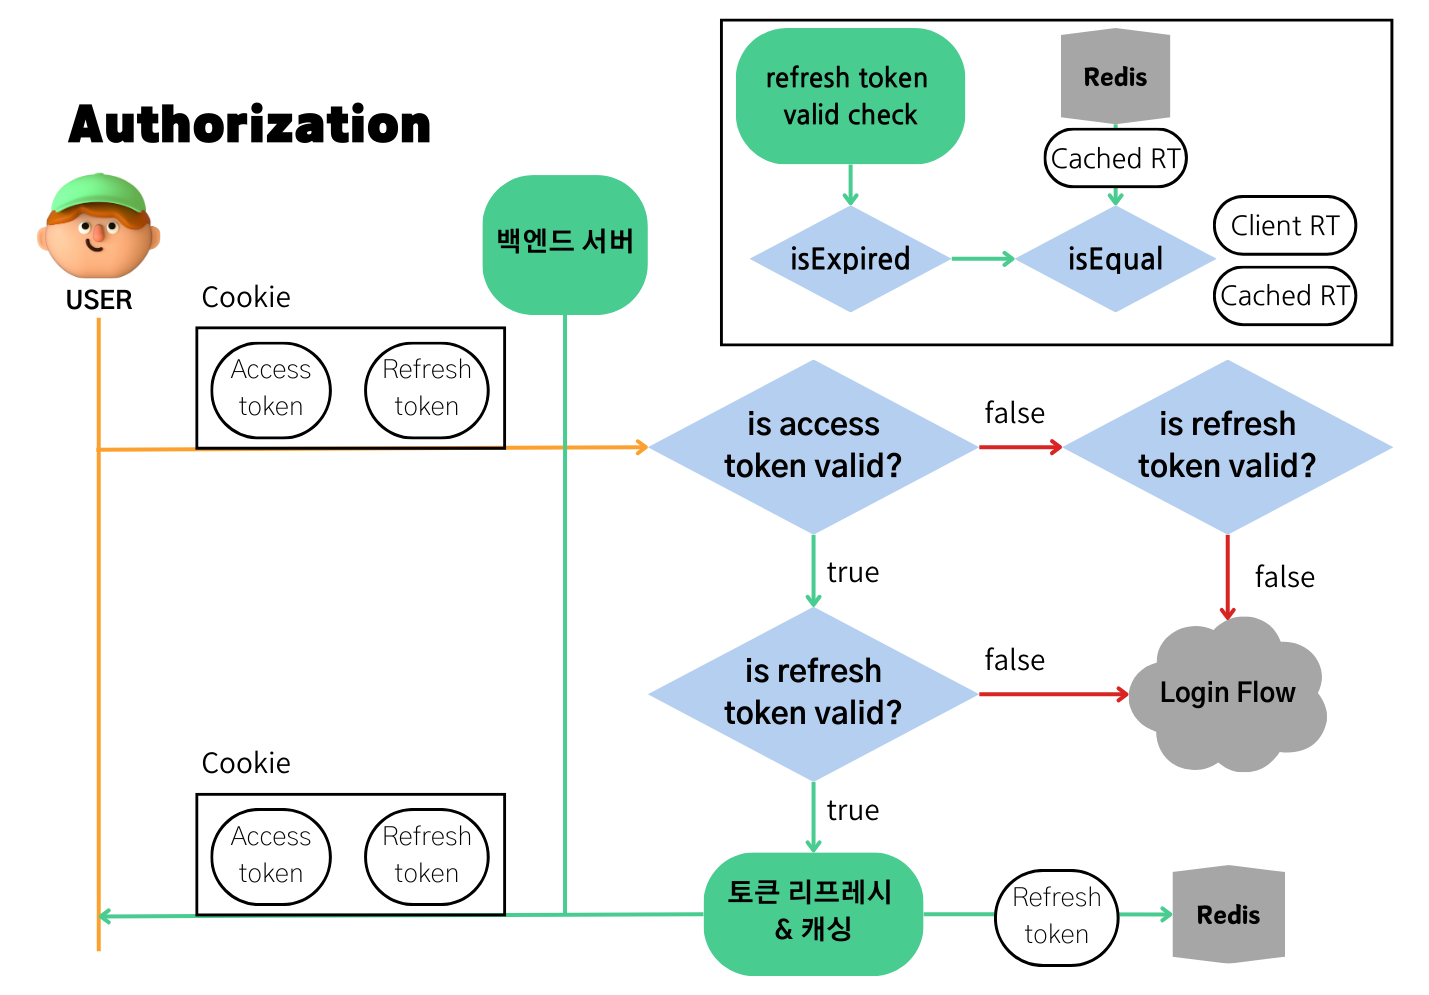 Authorization
USER
Cookie
Access
token
Refresh
token
백엔드 서버
refresh token
valid check
Redis
Cached RT
isExpired
isEqual
Client RT
Cached RT
is access
token valid?
false
is refresh
token valid?
true
false
is refresh
token valid?
false
Login Flow
true
Cookie
Access
token
Refresh
token
토큰 리프레시
& 캐싱
Refresh
token
Redis